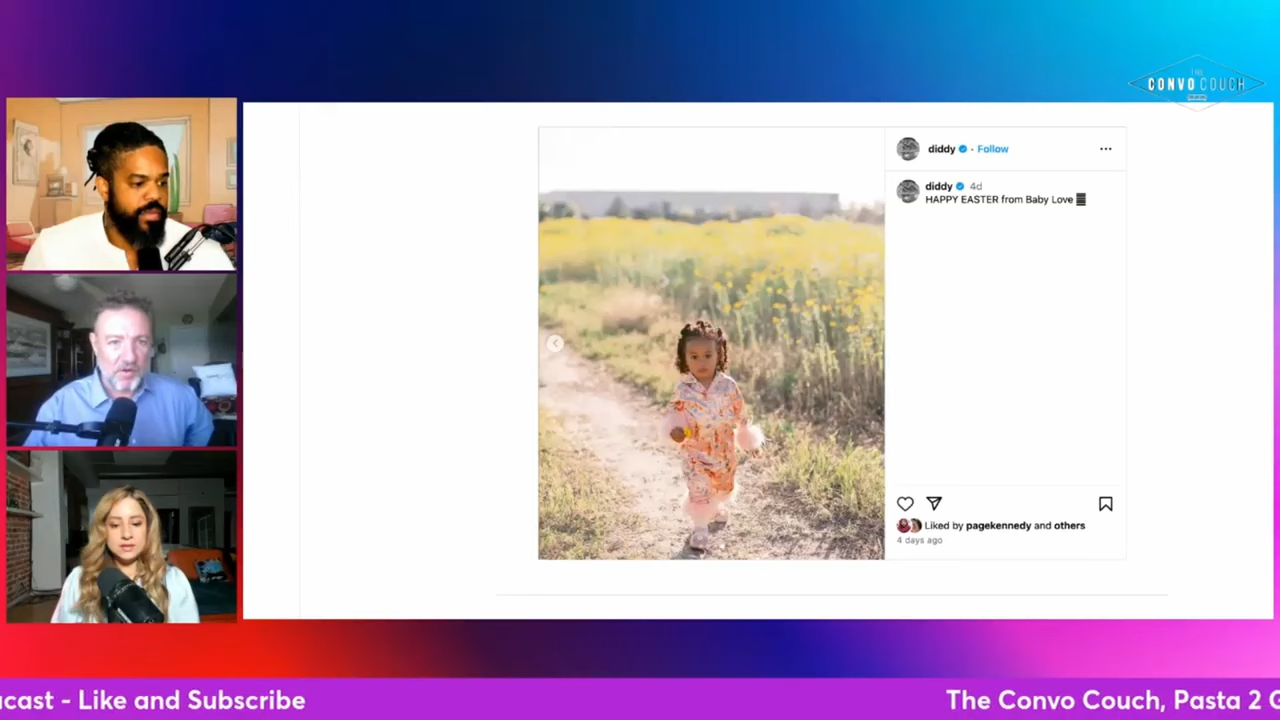 THE
CONVO COUCH
diddy · Follow
diddy 4d
HAPPY EASTER from Baby Love
Liked by pagekennedy and others
4 days ago
cast - Like and Subscribe
The Convo Couch, Pasta 2 G